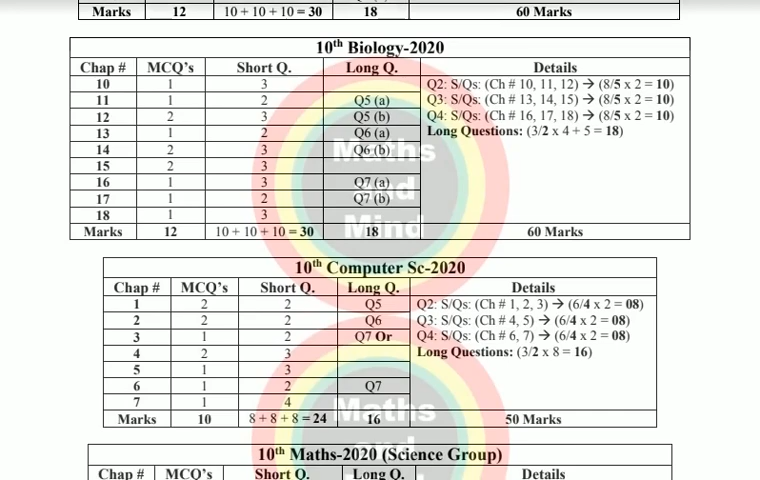 Marks 12 10 + 10 + 10 = 30 18 60 Marks
10th Biology-2020
Chap # MCQ's Short Q. Long Q. Details
10 1 3 Q2: S/Qs: (Ch # 10, 11, 12) → (8/5 x 2 = 10)
11 1 2 Q5 (a) Q3: S/Qs: (Ch # 13, 14, 15) → (8/5 x 2 = 10)
12 2 3 Q5 (b) Q4: S/Qs: (Ch # 16, 17, 18) → (8/5 x 2 = 10)
13 1 2 Q6 (a) Long Questions: (3/2 x 4 + 5 = 18)
14 2 3 Q6 (b)
15 2 3
16 1 3 Q7 (a)
17 1 2 Q7 (b)
18 1 3
Marks 12 10 + 10 + 10 = 30 18 60 Marks
Maths
and
Mind
10th Computer Sc-2020
Chap # MCQ's Short Q. Long Q. Details
1 2 2 Q5 Q2: S/Qs: (Ch # 1, 2, 3) → (6/4 x 2 = 08)
2 2 2 Q6 Q3: S/Qs: (Ch # 4, 5) → (6/4 x 2 = 08)
3 1 2 Q7 Or Q4: S/Qs: (Ch # 6, 7) → (6/4 x 2 = 08)
4 2 3 Long Questions: (3/2 x 8 = 16)
5 1 3
6 1 2 Q7
7 1 4
Marks 10 8 + 8 + 8 = 24 16 50 Marks
Maths
and
10th Maths-2020 (Science Group)
Chap # MCQ's Short Q. Long Q. Details